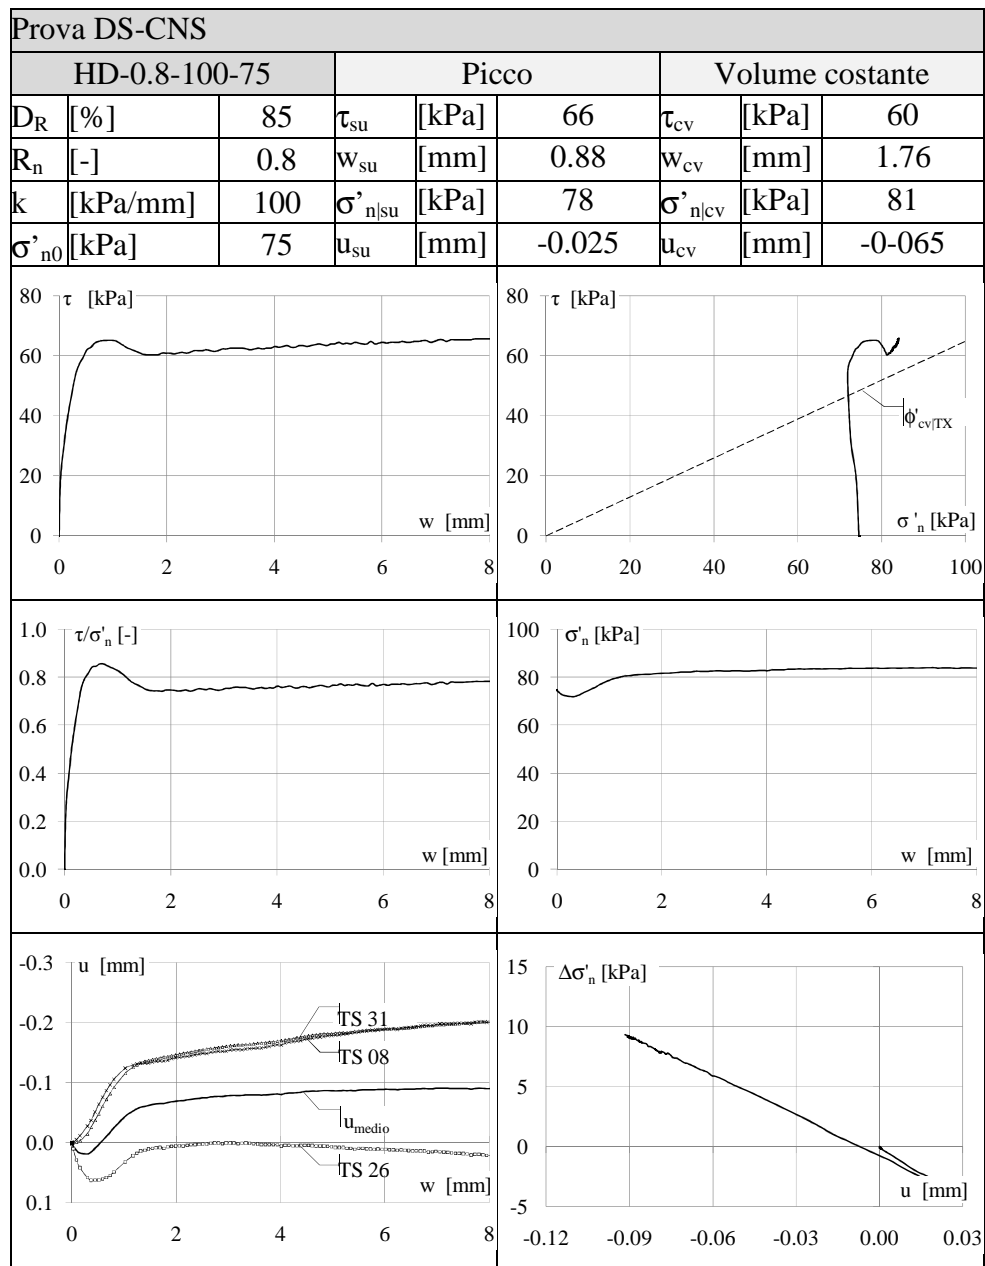 Prova DS-CNS
HD-0.8-100-75 Picco Volume costante
D_R [%] 85 τ_su [kPa] 66 τ_cv [kPa] 60
R_n [-] 0.8 w_su [mm] 0.88 w_cv [mm] 1.76
k [kPa/mm] 100 σ’_n|su [kPa] 78 σ’_n|cv [kPa] 81
σ’_n0 [kPa] 75 u_su [mm] -0.025 u_cv [mm] -0-065
80 τ [kPa]
60
40
20
w [mm]
0
0 2 4 6 8
80 τ [kPa]
60
40
ϕ'_cv|TX
20
σ'_n [kPa]
0
0 20 40 60 80 100
1.0 τ/σ'_n [-]
0.8
0.6
0.4
0.2
w [mm]
0.0
0 2 4 6 8
100 σ'_n [kPa]
80
60
40
20
w [mm]
0
0 2 4 6 8
-0.3 u [mm]
-0.2 TS 31
TS 08
-0.1
u_medio
0.0
TS 26
w [mm]
0.1
0 2 4 6 8
15 Δσ'_n [kPa]
10
5
0
u [mm]
-5
-0.12 -0.09 -0.06 -0.03 0.00 0.03